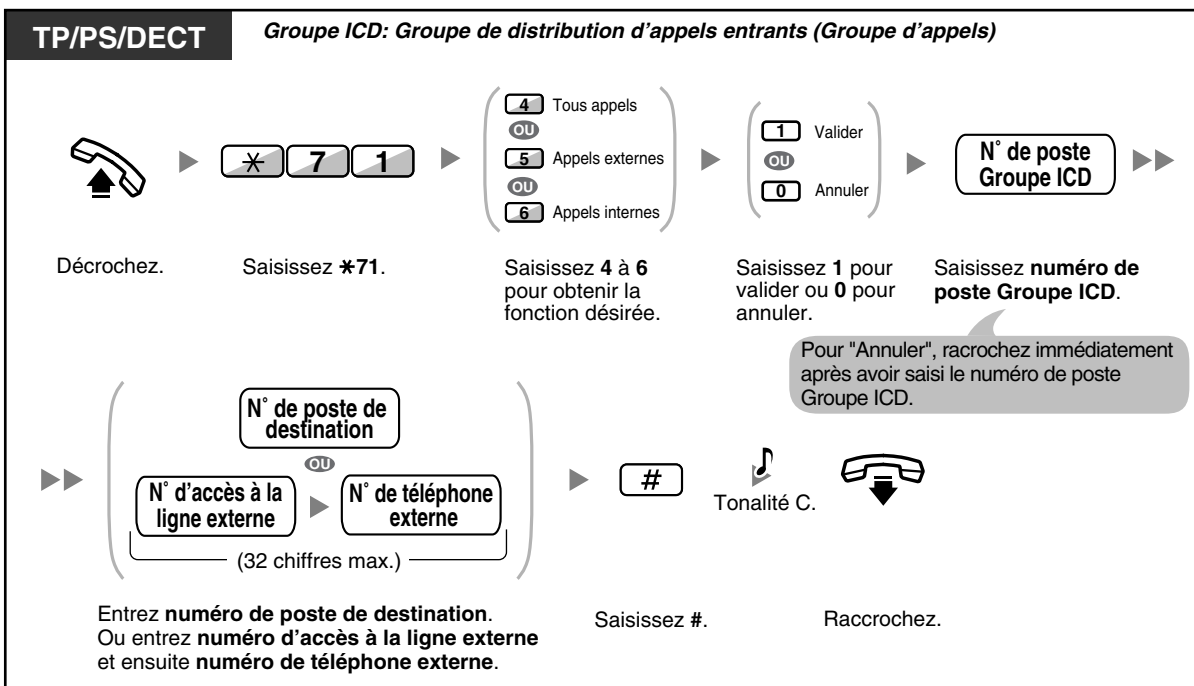 TP/PS/DECT
Groupe ICD: Groupe de distribution d'appels entrants (Groupe d'appels)
4 Tous appels
OU
5 Appels externes
OU
6 Appels internes
1 Valider
OU
0 Annuler
N° de poste
Groupe ICD
✳ 7 1
Décrochez.
Saisissez ✳71.
Saisissez 4 à 6
pour obtenir la
fonction désirée.
Saisissez 1 pour
valider ou 0 pour
annuler.
Saisissez numéro de
poste Groupe ICD.
Pour "Annuler", racrochez immédiatement
après avoir saisi le numéro de poste
Groupe ICD.
N° de poste de
destination
OU
N° d'accès à la
ligne externe
N° de téléphone
externe
(32 chiffres max.)
#
Tonalité C.
Entrez numéro de poste de destination.
Ou entrez numéro d'accès à la ligne externe
et ensuite numéro de téléphone externe.
Saisissez #.
Raccrochez.